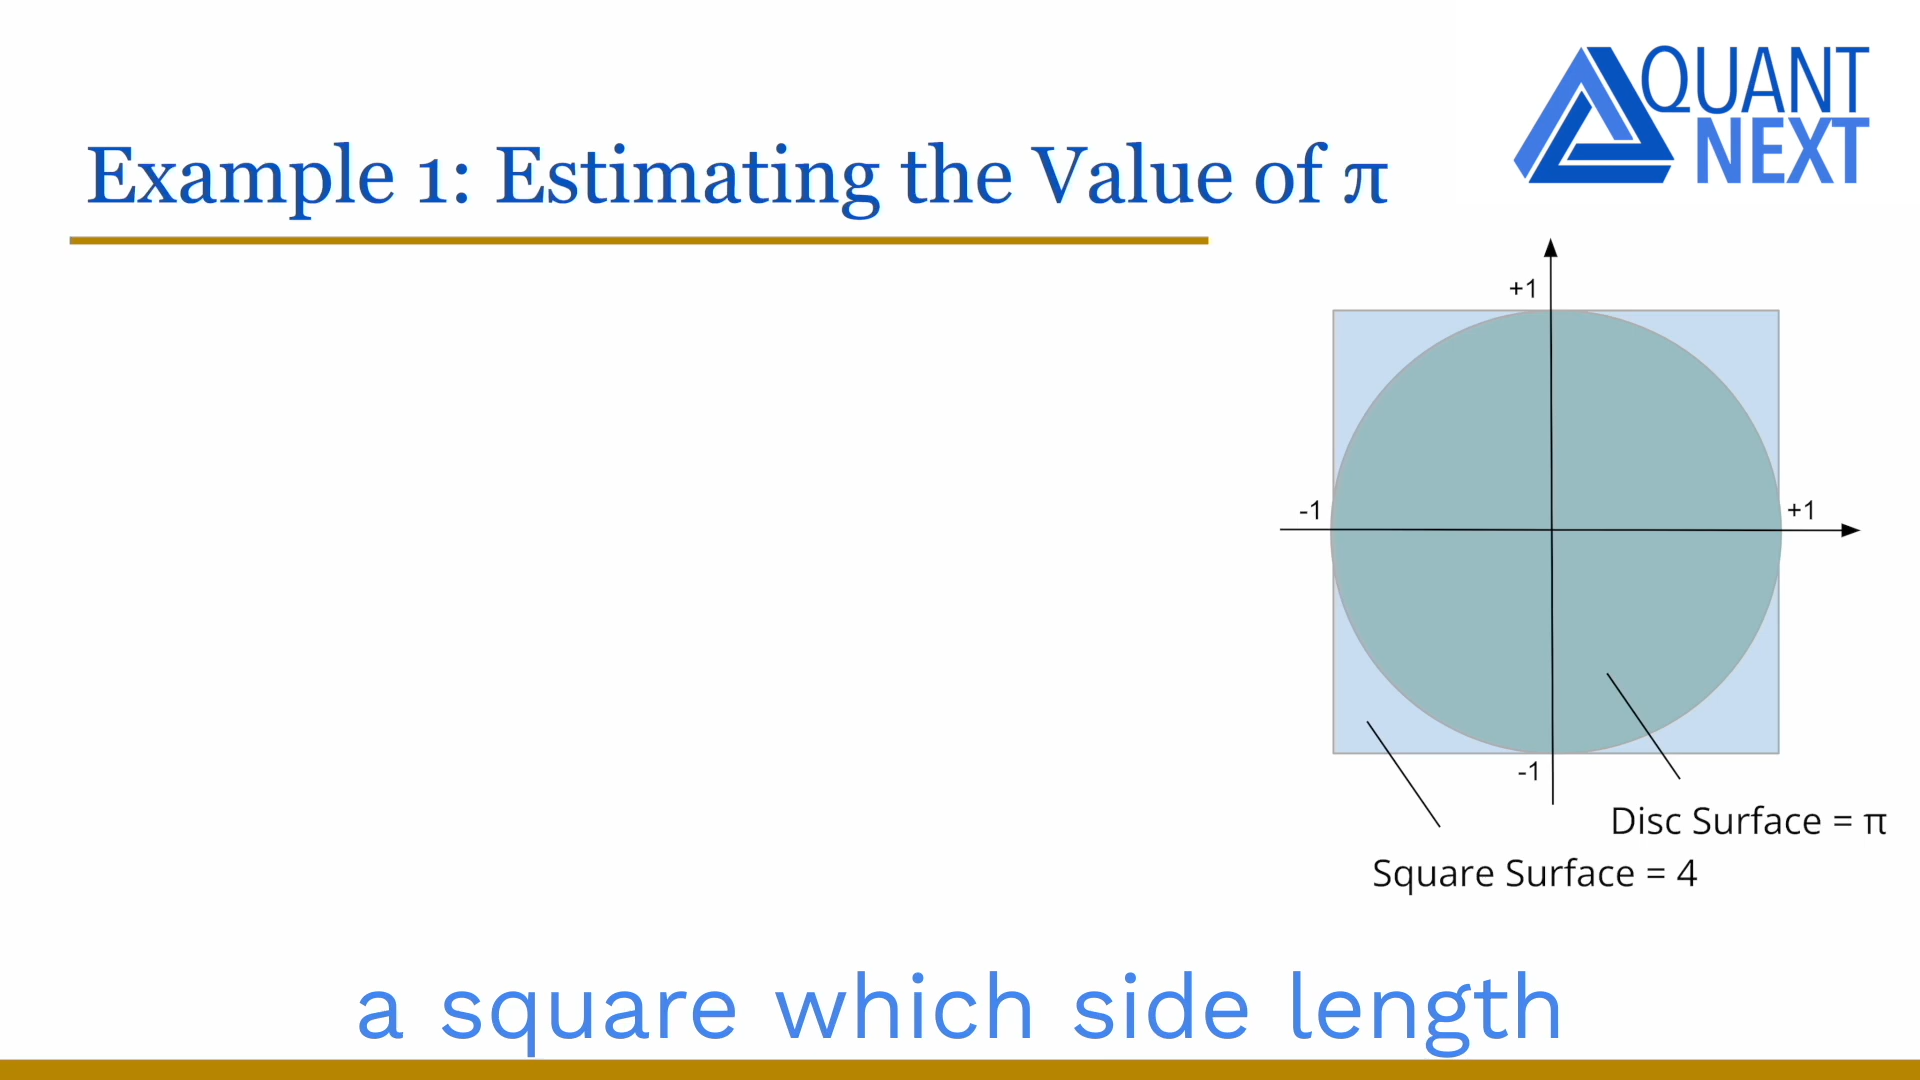 QUANT
NEXT
Example 1: Estimating the Value of π
+1
-1
+1
-1
Disc Surface = π
Square Surface = 4
a square which side length